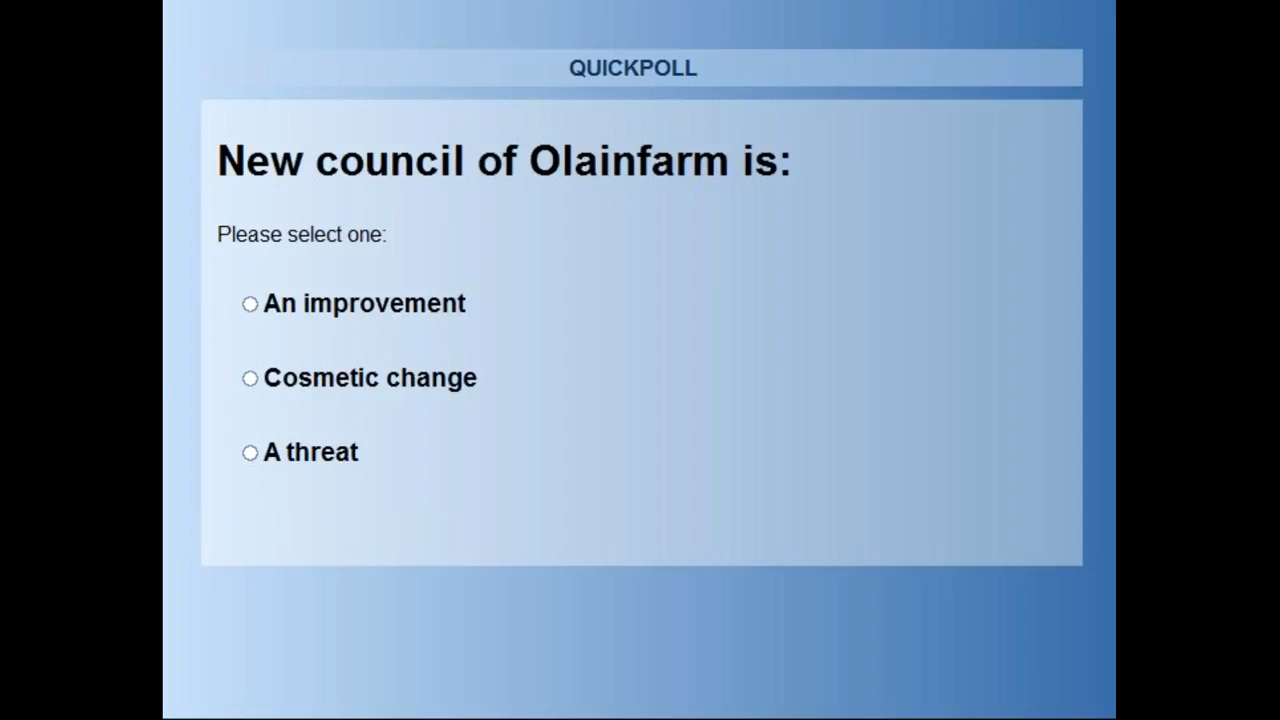 QUICKPOLL
New council of Olainfarm is:
Please select one:
An improvement
Cosmetic change
A threat